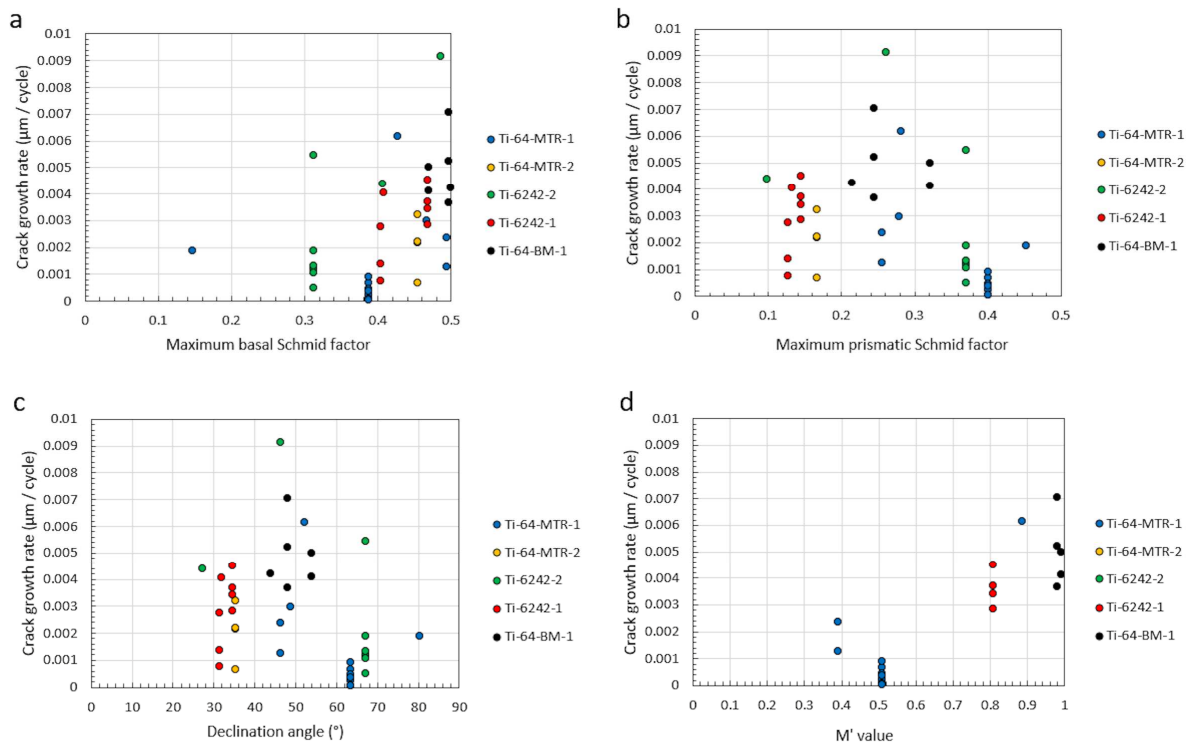 a
Crack growth rate (µm / cycle)
0.01
0.009
0.008
0.007
0.006
0.005
0.004
0.003
0.002
0.001
0
0 0.1 0.2 0.3 0.4 0.5
Maximum basal Schmid factor
Ti-64-MTR-1
Ti-64-MTR-2
Ti-6242-2
Ti-6242-1
Ti-64-BM-1
b
Crack growth rate (µm / cycle)
0.01
0.009
0.008
0.007
0.006
0.005
0.004
0.003
0.002
0.001
0
0 0.1 0.2 0.3 0.4 0.5
Maximum prismatic Schmid factor
Ti-64-MTR-1
Ti-64-MTR-2
Ti-6242-2
Ti-6242-1
Ti-64-BM-1
c
Crack growth rate (µm / cycle)
0.01
0.009
0.008
0.007
0.006
0.005
0.004
0.003
0.002
0.001
0
0 10 20 30 40 50 60 70 80 90
Declination angle (°)
Ti-64-MTR-1
Ti-64-MTR-2
Ti-6242-2
Ti-6242-1
Ti-64-BM-1
d
Crack growth rate (µm / cycle)
0.01
0.009
0.008
0.007
0.006
0.005
0.004
0.003
0.002
0.001
0
0 0.1 0.2 0.3 0.4 0.5 0.6 0.7 0.8 0.9 1
M' value
Ti-64-MTR-1
Ti-64-MTR-2
Ti-6242-2
Ti-6242-1
Ti-64-BM-1